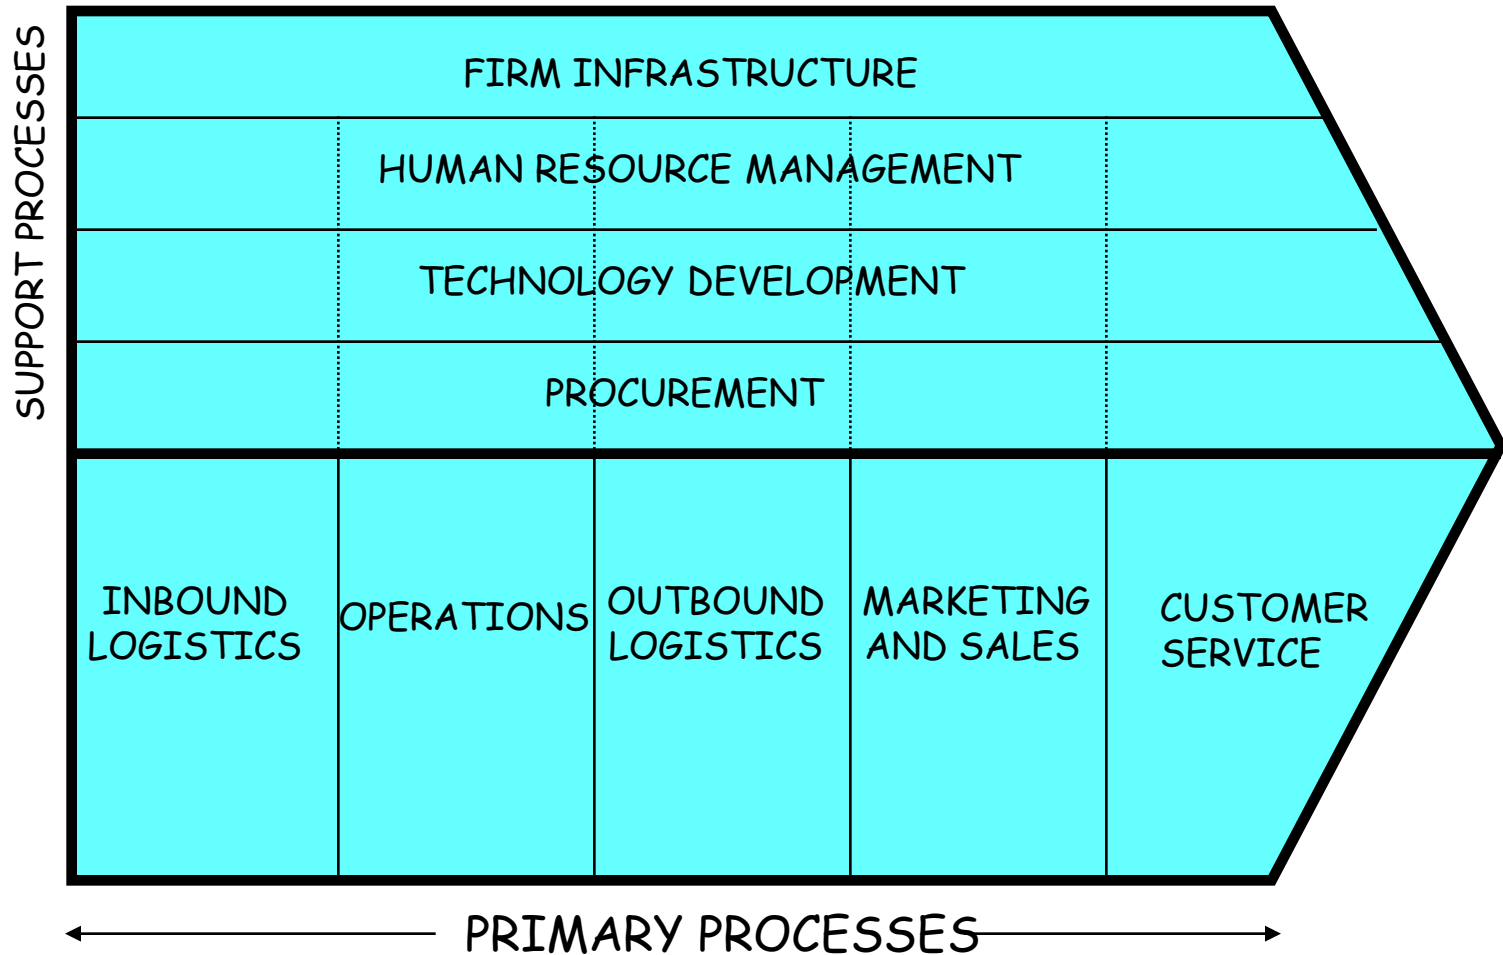 SUPPORT PROCESSES
FIRM INFRASTRUCTURE
HUMAN RESOURCE MANAGEMENT
TECHNOLOGY DEVELOPMENT
PROCUREMENT
INBOUND
LOGISTICS
OPERATIONS
OUTBOUND
LOGISTICS
MARKETING
AND SALES
CUSTOMER
SERVICE
PRIMARY PROCESSES